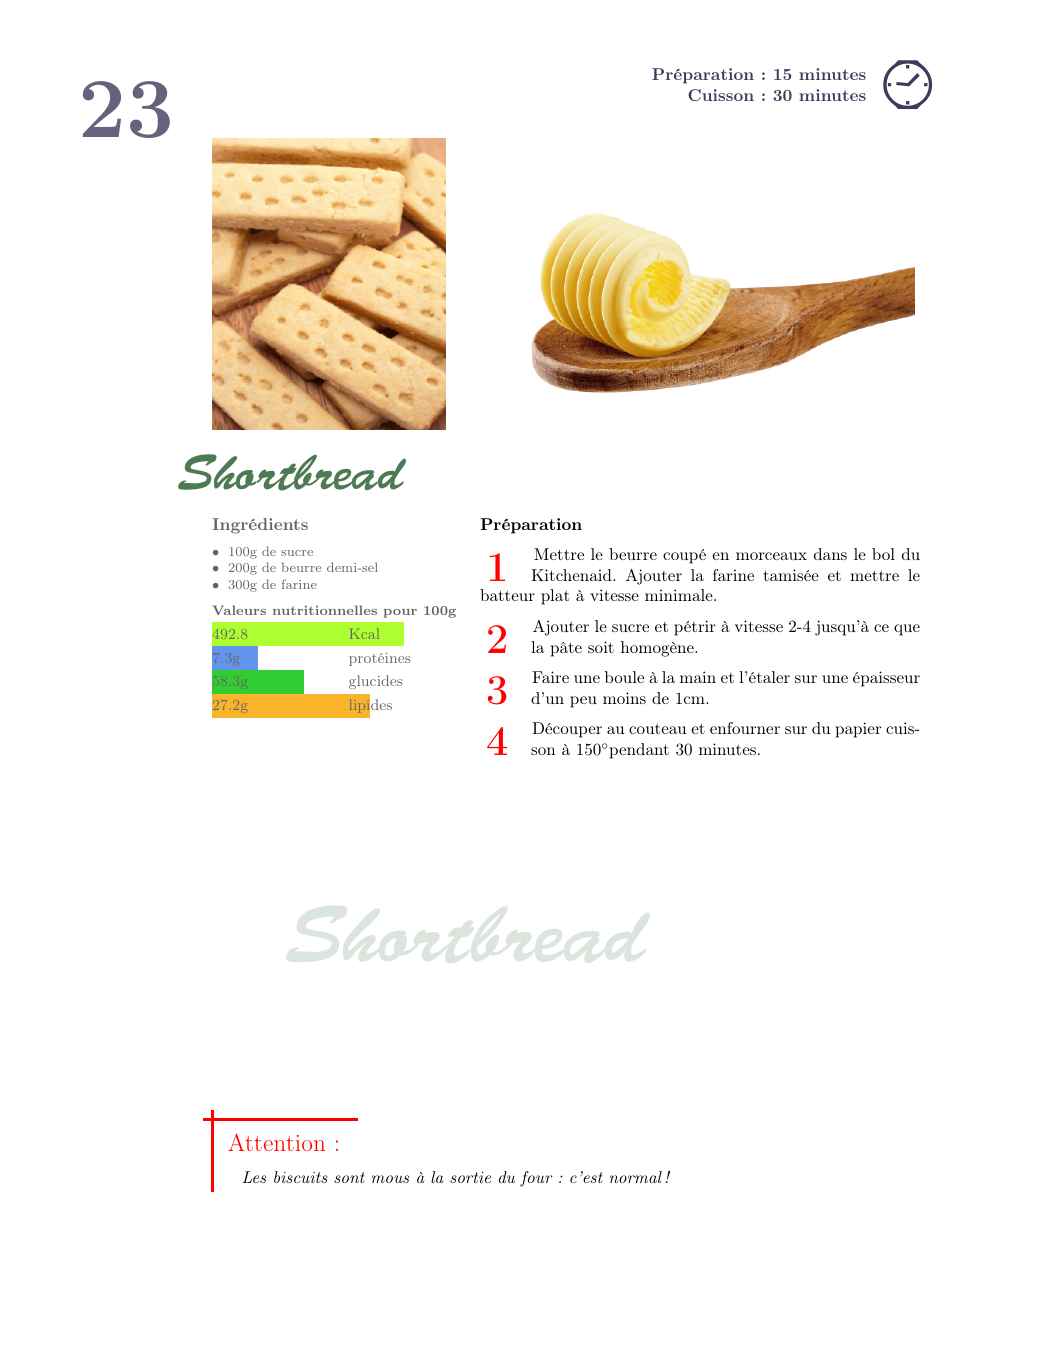 23
Préparation : 15 minutes
Cuisson : 30 minutes
Shortbread
Ingrédients
• 100g de sucre
• 200g de beurre demi-sel
• 300g de farine
Valeurs nutritionnelles pour 100g
492.8 Kcal
7.3g protéines
58.3g glucides
27.2g lipides
Préparation
1 Mettre le beurre coupé en morceaux dans le bol du
Kitchenaid. Ajouter la farine tamisée et mettre le
batteur plat à vitesse minimale.
2 Ajouter le sucre et pétrir à vitesse 2-4 jusqu'à ce que
la pâte soit homogène.
3 Faire une boule à la main et l'étaler sur une épaisseur
d'un peu moins de 1cm.
4 Découper au couteau et enfourner sur du papier cuis-
son à 150°pendant 30 minutes.
Shortbread
Attention :
Les biscuits sont mous à la sortie du four : c'est normal !